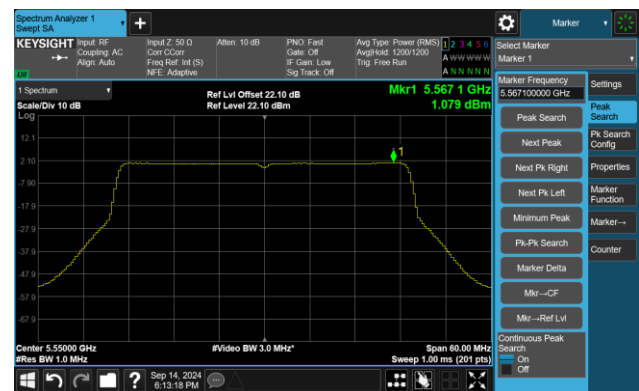 Spectrum Analyzer 1
Swept SA
Marker
KEYSIGHT
Input: RF
Coupling: AC
Align: Auto
Input Z: 50 Ω
Corr CCorr
Freq Ref: Int (S)
NFE: Adaptive
Atten: 10 dB
PNO: Fast
Gate: Off
IF Gain: Low
Sig Track: Off
Avg Type: Power (RMS)
Avg|Hold: 1200/1200
Trig: Free Run
1 2 3 4 5 6
A W W W W W
A N N N N N
Select Marker
Marker 1
1 Spectrum
Scale/Div 10 dB
Log
Ref Lvl Offset 22.10 dB
Ref Level 22.10 dBm
Mkr1 5.567 1 GHz
1.079 dBm
1
12.1
2.10
-7.90
-17.9
-27.9
-37.9
-47.9
-57.9
-67.9
Center 5.55000 GHz
#Res BW 1.0 MHz
#Video BW 3.0 MHz*
Span 60.00 MHz
Sweep 1.00 ms (201 pts)
Marker Frequency
5.567100000 GHz
Peak Search
Next Peak
Next Pk Right
Next Pk Left
Minimum Peak
Pk-Pk Search
Marker Delta
Mkr→CF
Mkr→Ref Lvl
Continuous Peak
Search
On
Off
Settings
Peak
Search
Pk Search
Config
Properties
Marker
Function
Marker→
Counter
Sep 14, 2024
6:13:18 PM